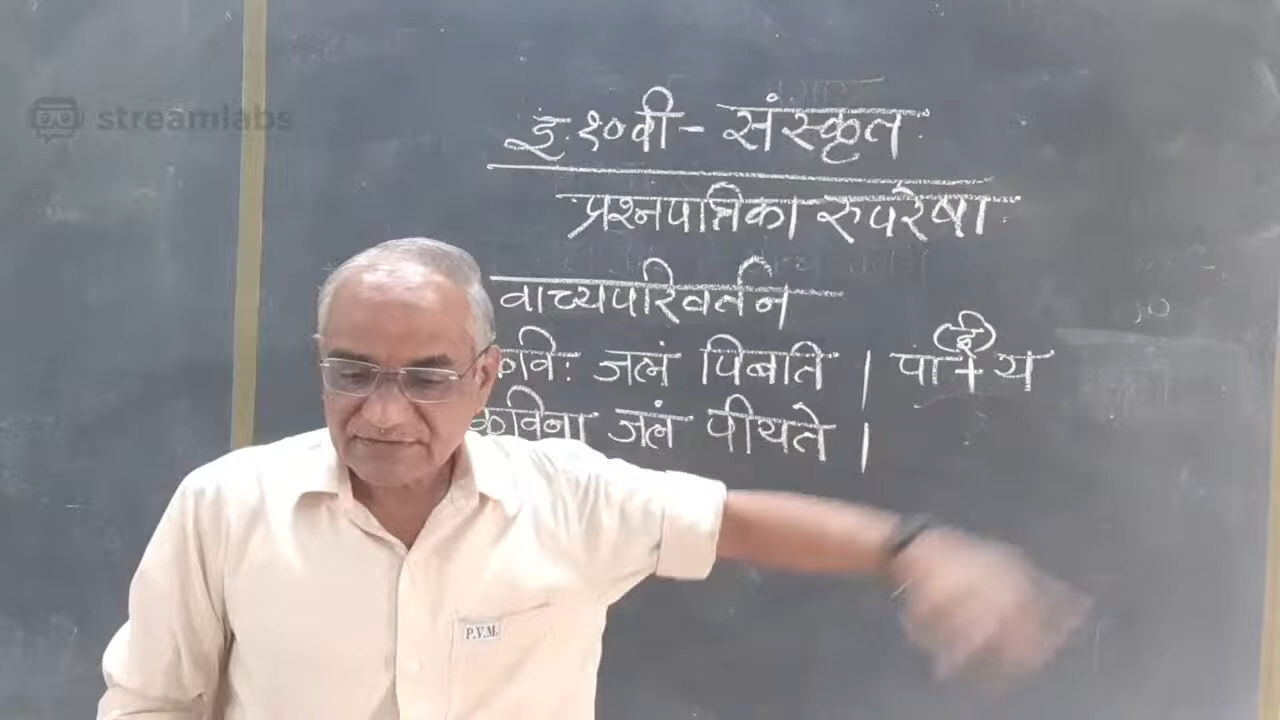 streamlabs
इ. १०वी - संस्कृत
प्रश्नपत्रिका रुपरेषा
वाच्यपरिवर्तन
कविः जलं पिबति । पा + य
(ई)
कविना जलं पीयते ।
P.V.M.